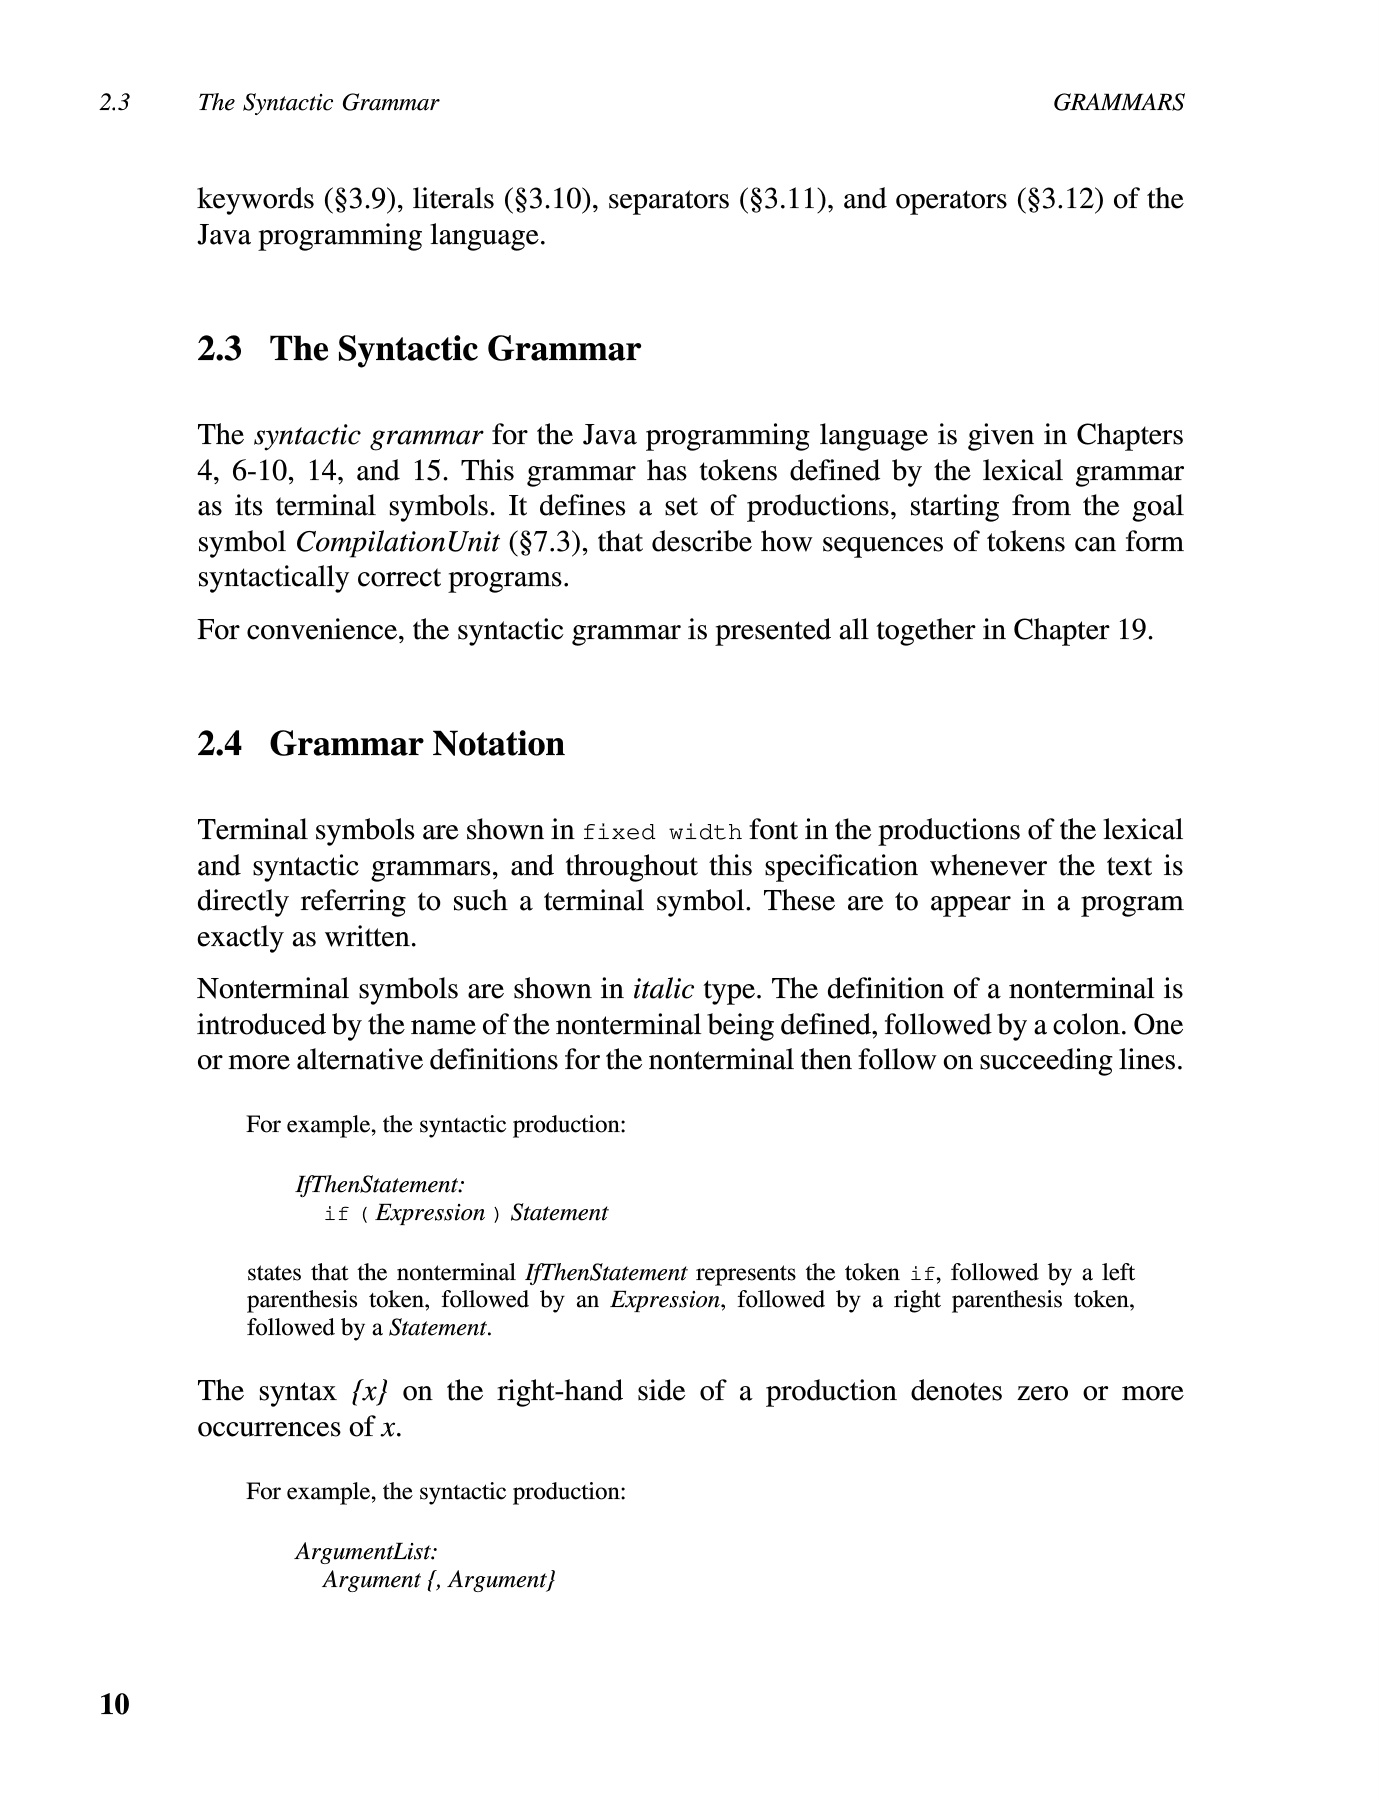 2.3 The Syntactic Grammar GRAMMARS
keywords (§3.9), literals (§3.10), separators (§3.11), and operators (§3.12) of the
Java programming language.
2.3 The Syntactic Grammar
The syntactic grammar for the Java programming language is given in Chapters
4, 6-10, 14, and 15. This grammar has tokens defined by the lexical grammar
as its terminal symbols. It defines a set of productions, starting from the goal
symbol CompilationUnit (§7.3), that describe how sequences of tokens can form
syntactically correct programs.
For convenience, the syntactic grammar is presented all together in Chapter 19.
2.4 Grammar Notation
Terminal symbols are shown in fixed width font in the productions of the lexical
and syntactic grammars, and throughout this specification whenever the text is
directly referring to such a terminal symbol. These are to appear in a program
exactly as written.
Nonterminal symbols are shown in italic type. The definition of a nonterminal is
introduced by the name of the nonterminal being defined, followed by a colon. One
or more alternative definitions for the nonterminal then follow on succeeding lines.
For example, the syntactic production:
IfThenStatement:
if ( Expression ) Statement
states that the nonterminal IfThenStatement represents the token if, followed by a left
parenthesis token, followed by an Expression, followed by a right parenthesis token,
followed by a Statement.
The syntax {x} on the right-hand side of a production denotes zero or more
occurrences of x.
For example, the syntactic production:
ArgumentList:
Argument {, Argument}
10